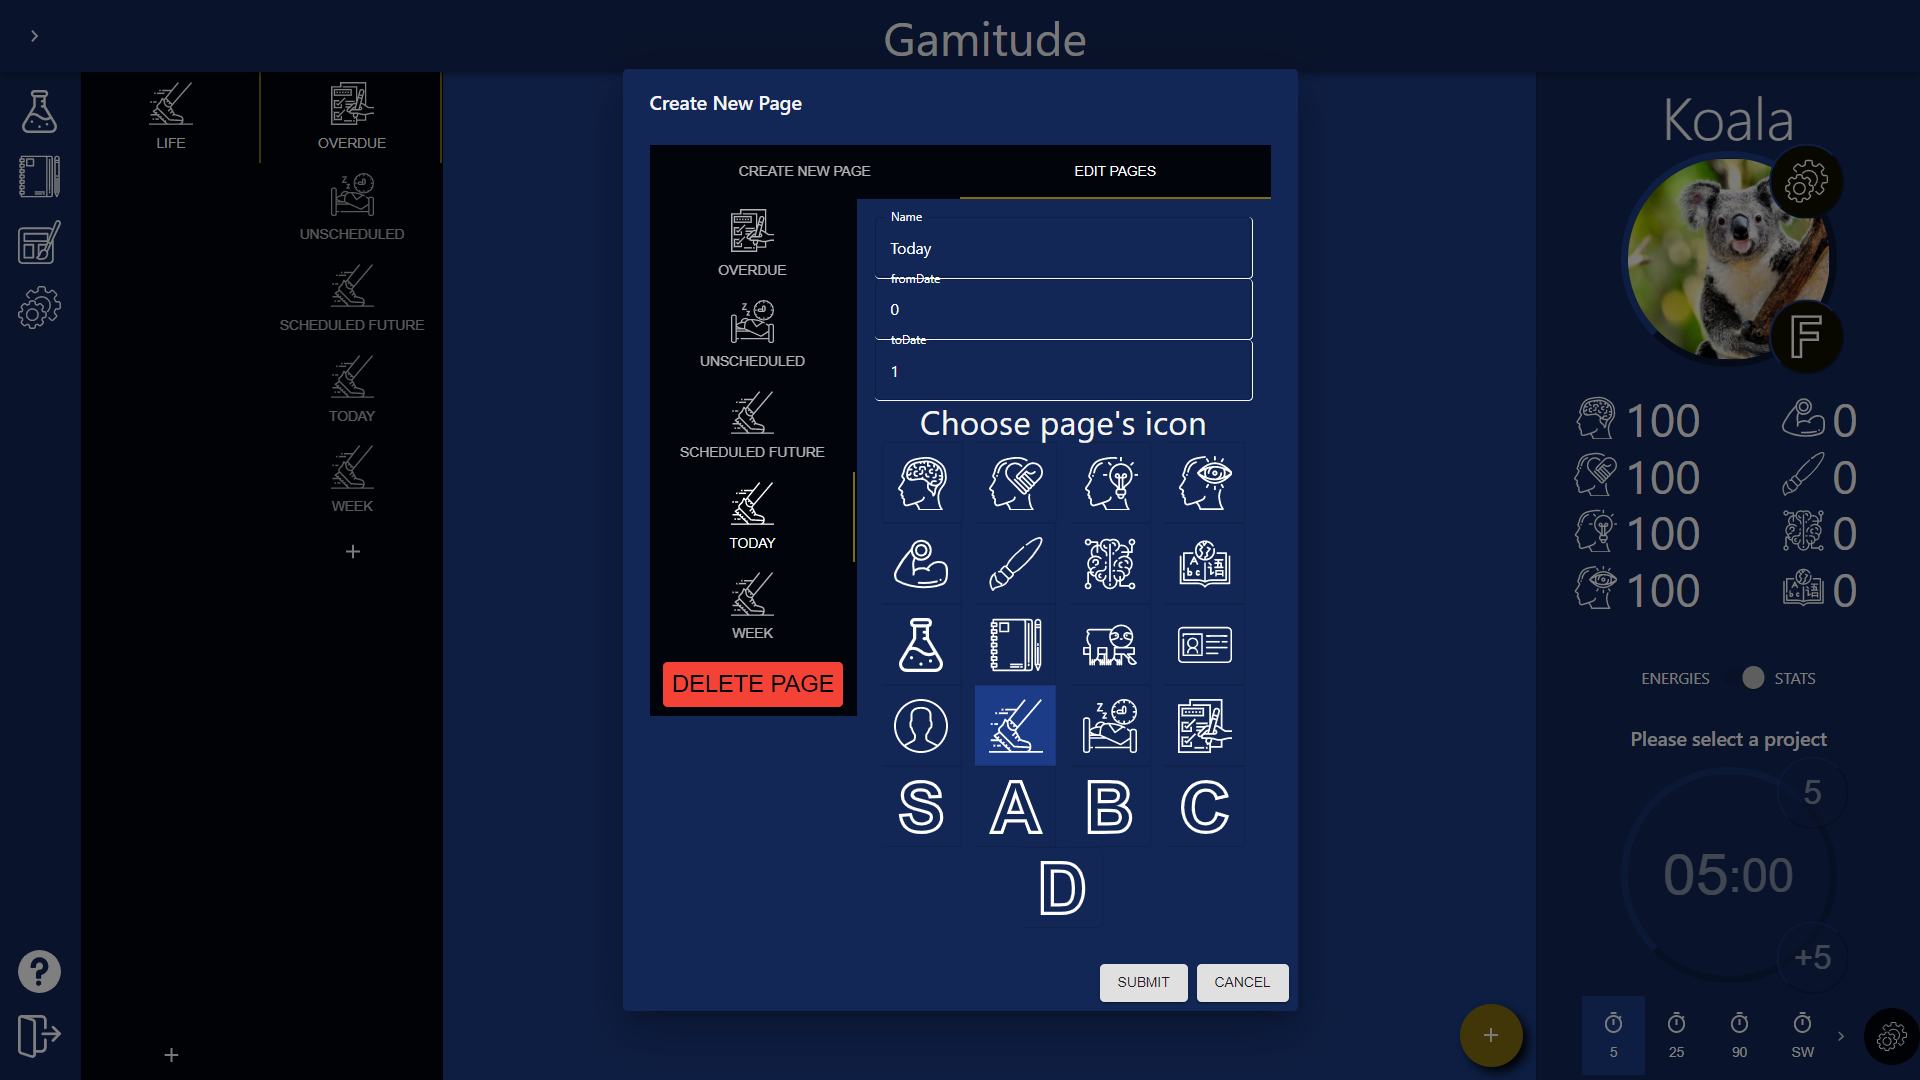 Gamitude
LIFE
OVERDUE
UNSCHEDULED
SCHEDULED FUTURE
TODAY
WEEK
+
+
Create New Page
CREATE NEW PAGE
EDIT PAGES
OVERDUE
UNSCHEDULED
SCHEDULED FUTURE
TODAY
WEEK
DELETE PAGE
Name
Today
fromDate
0
toDate
1
Choose page's icon
S A B C
D
SUBMIT
CANCEL
Koala
F
100 0
100 0
100 0
100 0
ENERGIES STATS
Please select a project
5
05:00
+5
+
5 25 90 SW